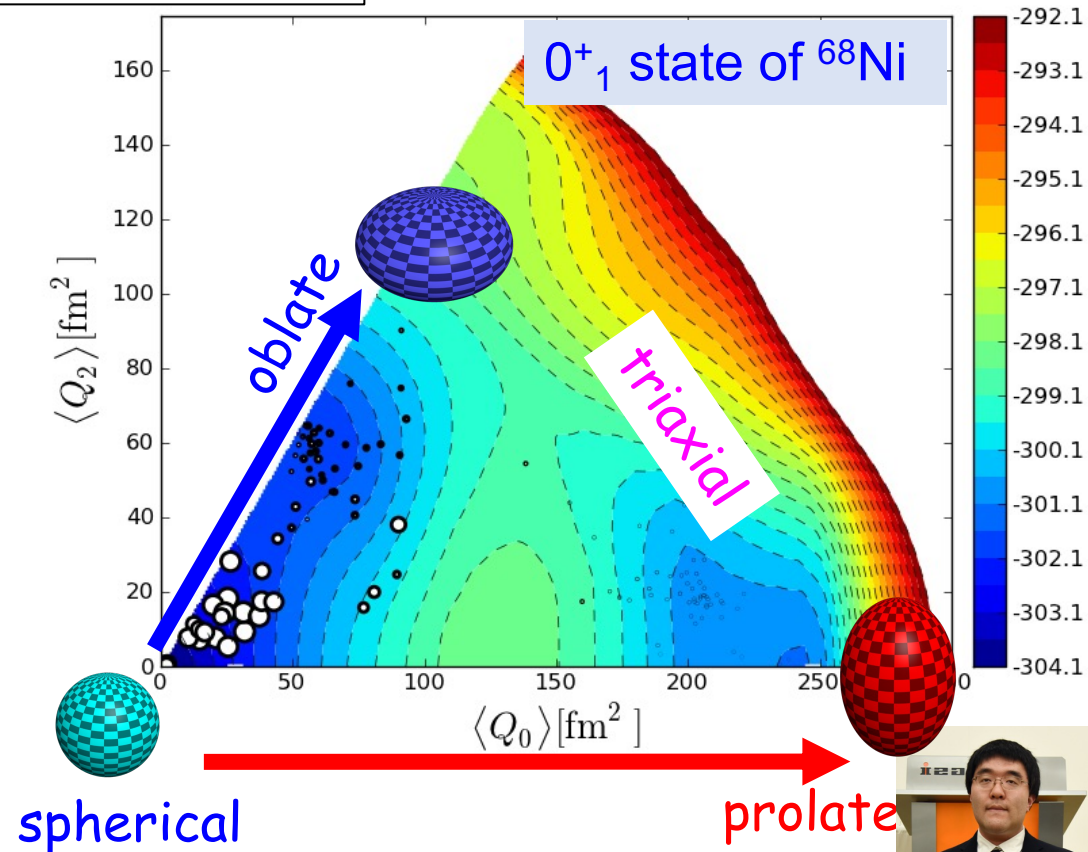 0⁺₁ state of ⁶⁸Ni
-292.1
-293.1
-294.1
-295.1
-296.1
-297.1
-298.1
-299.1
-300.1
-301.1
-302.1
-303.1
-304.1
160
140
120
100
80
60
40
20
0
⟨Q₂⟩[fm² ]
oblate
triaxial
0 50 100 150 200 250 0
⟨Q₀⟩[fm² ]
spherical
prolate